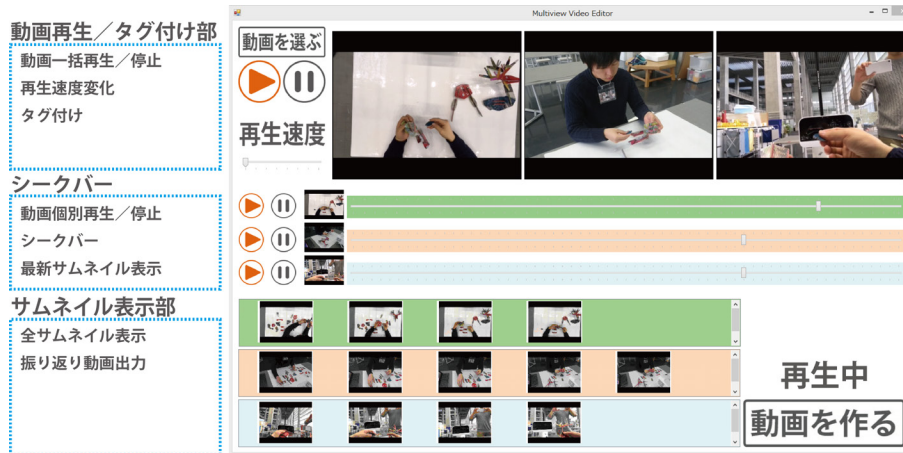 動画再生／タグ付け部
動画一括再生／停止
再生速度変化
タグ付け
シークバー
動画個別再生／停止
シークバー
最新サムネイル表示
サムネイル表示部
全サムネイル表示
振り返り動画出力
Multiview Video Editor
動画を選ぶ
再生速度
再生中
動画を作る